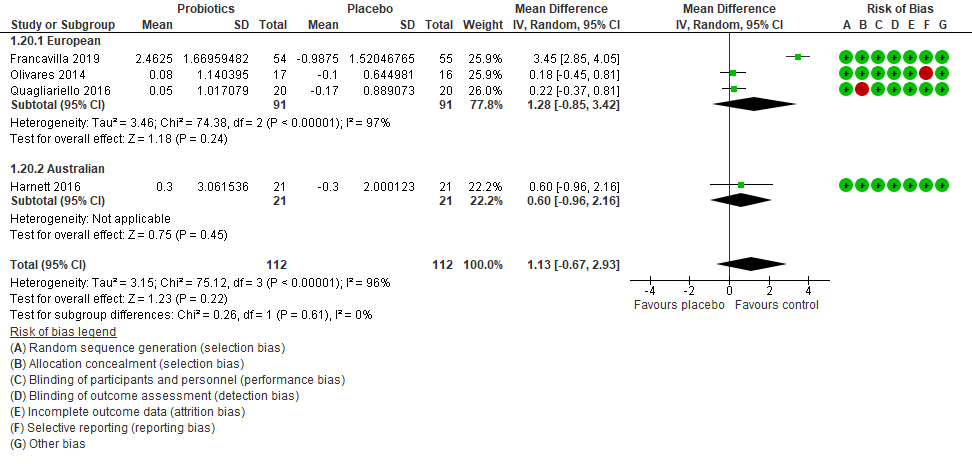 Probiotics Placebo Mean Difference Mean Difference Risk of Bias
Study or Subgroup Mean SD Total Mean SD Total Weight IV, Random, 95% CI IV, Random, 95% CI A B C D E F G
1.20.1 European
Francavilla 2019 2.4625 1.66959482 54 -0.9875 1.52046765 55 25.9% 3.45 [2.85, 4.05] + + + + + + +
Olivares 2014 0.08 1.140395 17 -0.1 0.644981 16 25.9% 0.18 [-0.45, 0.81] + + + + + - +
Quagliariello 2016 0.05 1.017079 20 -0.17 0.889073 20 26.0% 0.22 [-0.37, 0.81] + - + + + + +
Subtotal (95% CI) 91 91 77.8% 1.28 [-0.85, 3.42]
Heterogeneity: Tau² = 3.46; Chi² = 74.38, df = 2 (P < 0.00001); I² = 97%
Test for overall effect: Z = 1.18 (P = 0.24)
1.20.2 Australian
Harnett 2016 0.3 3.061536 21 -0.3 2.000123 21 22.2% 0.60 [-0.96, 2.16] + + + + + + +
Subtotal (95% CI) 21 21 22.2% 0.60 [-0.96, 2.16]
Heterogeneity: Not applicable
Test for overall effect: Z = 0.75 (P = 0.45)
Total (95% CI) 112 112 100.0% 1.13 [-0.67, 2.93]
Heterogeneity: Tau² = 3.15; Chi² = 75.12, df = 3 (P < 0.00001); I² = 96%
Test for overall effect: Z = 1.23 (P = 0.22)
Test for subgroup differences: Chi² = 0.26, df = 1 (P = 0.61), I² = 0%
-4 -2 0 2 4
Favours placebo Favours control
Risk of bias legend
(A) Random sequence generation (selection bias)
(B) Allocation concealment (selection bias)
(C) Blinding of participants and personnel (performance bias)
(D) Blinding of outcome assessment (detection bias)
(E) Incomplete outcome data (attrition bias)
(F) Selective reporting (reporting bias)
(G) Other bias